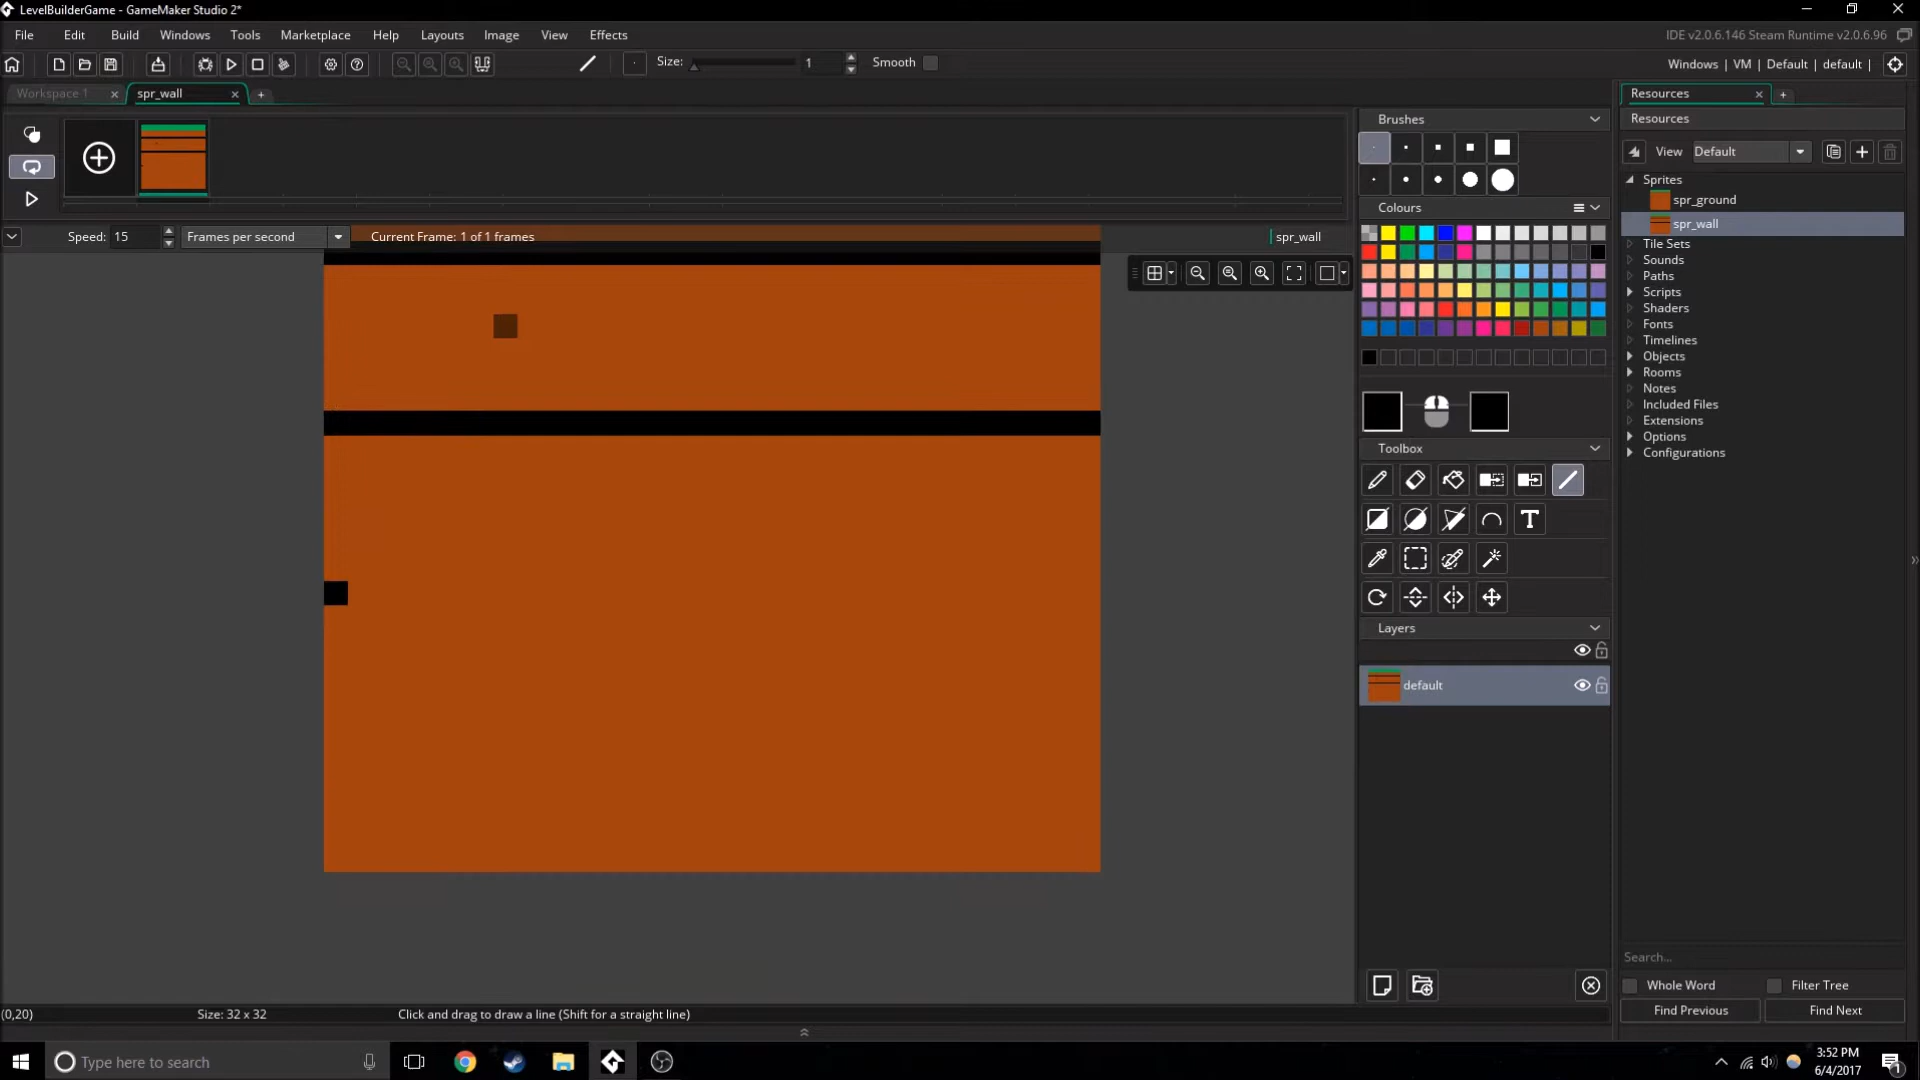 LevelBuilderGame - GameMaker Studio 2*
File Edit Build Windows Tools Marketplace Help Layouts Image View Effects
IDE v2.0.6.146 Steam Runtime v2.0.6.96
Size: 1 Smooth
Windows | VM | Default | default |
Workspace 1 spr_wall
Resources
Brushes
Resources
View Default
Sprites
spr_ground
spr_wall
Tile Sets
Sounds
Paths
Scripts
Shaders
Fonts
Timelines
Objects
Rooms
Notes
Included Files
Extensions
Options
Configurations
Colours
Speed: 15 Frames per second Current Frame: 1 of 1 frames spr_wall
Toolbox
T
Layers
default
Search...
Whole Word Filter Tree
Find Previous Find Next
(0,20) Size: 32 x 32 Click and drag to draw a line (Shift for a straight line)
Type here to search
3:52 PM
6/4/2017
1